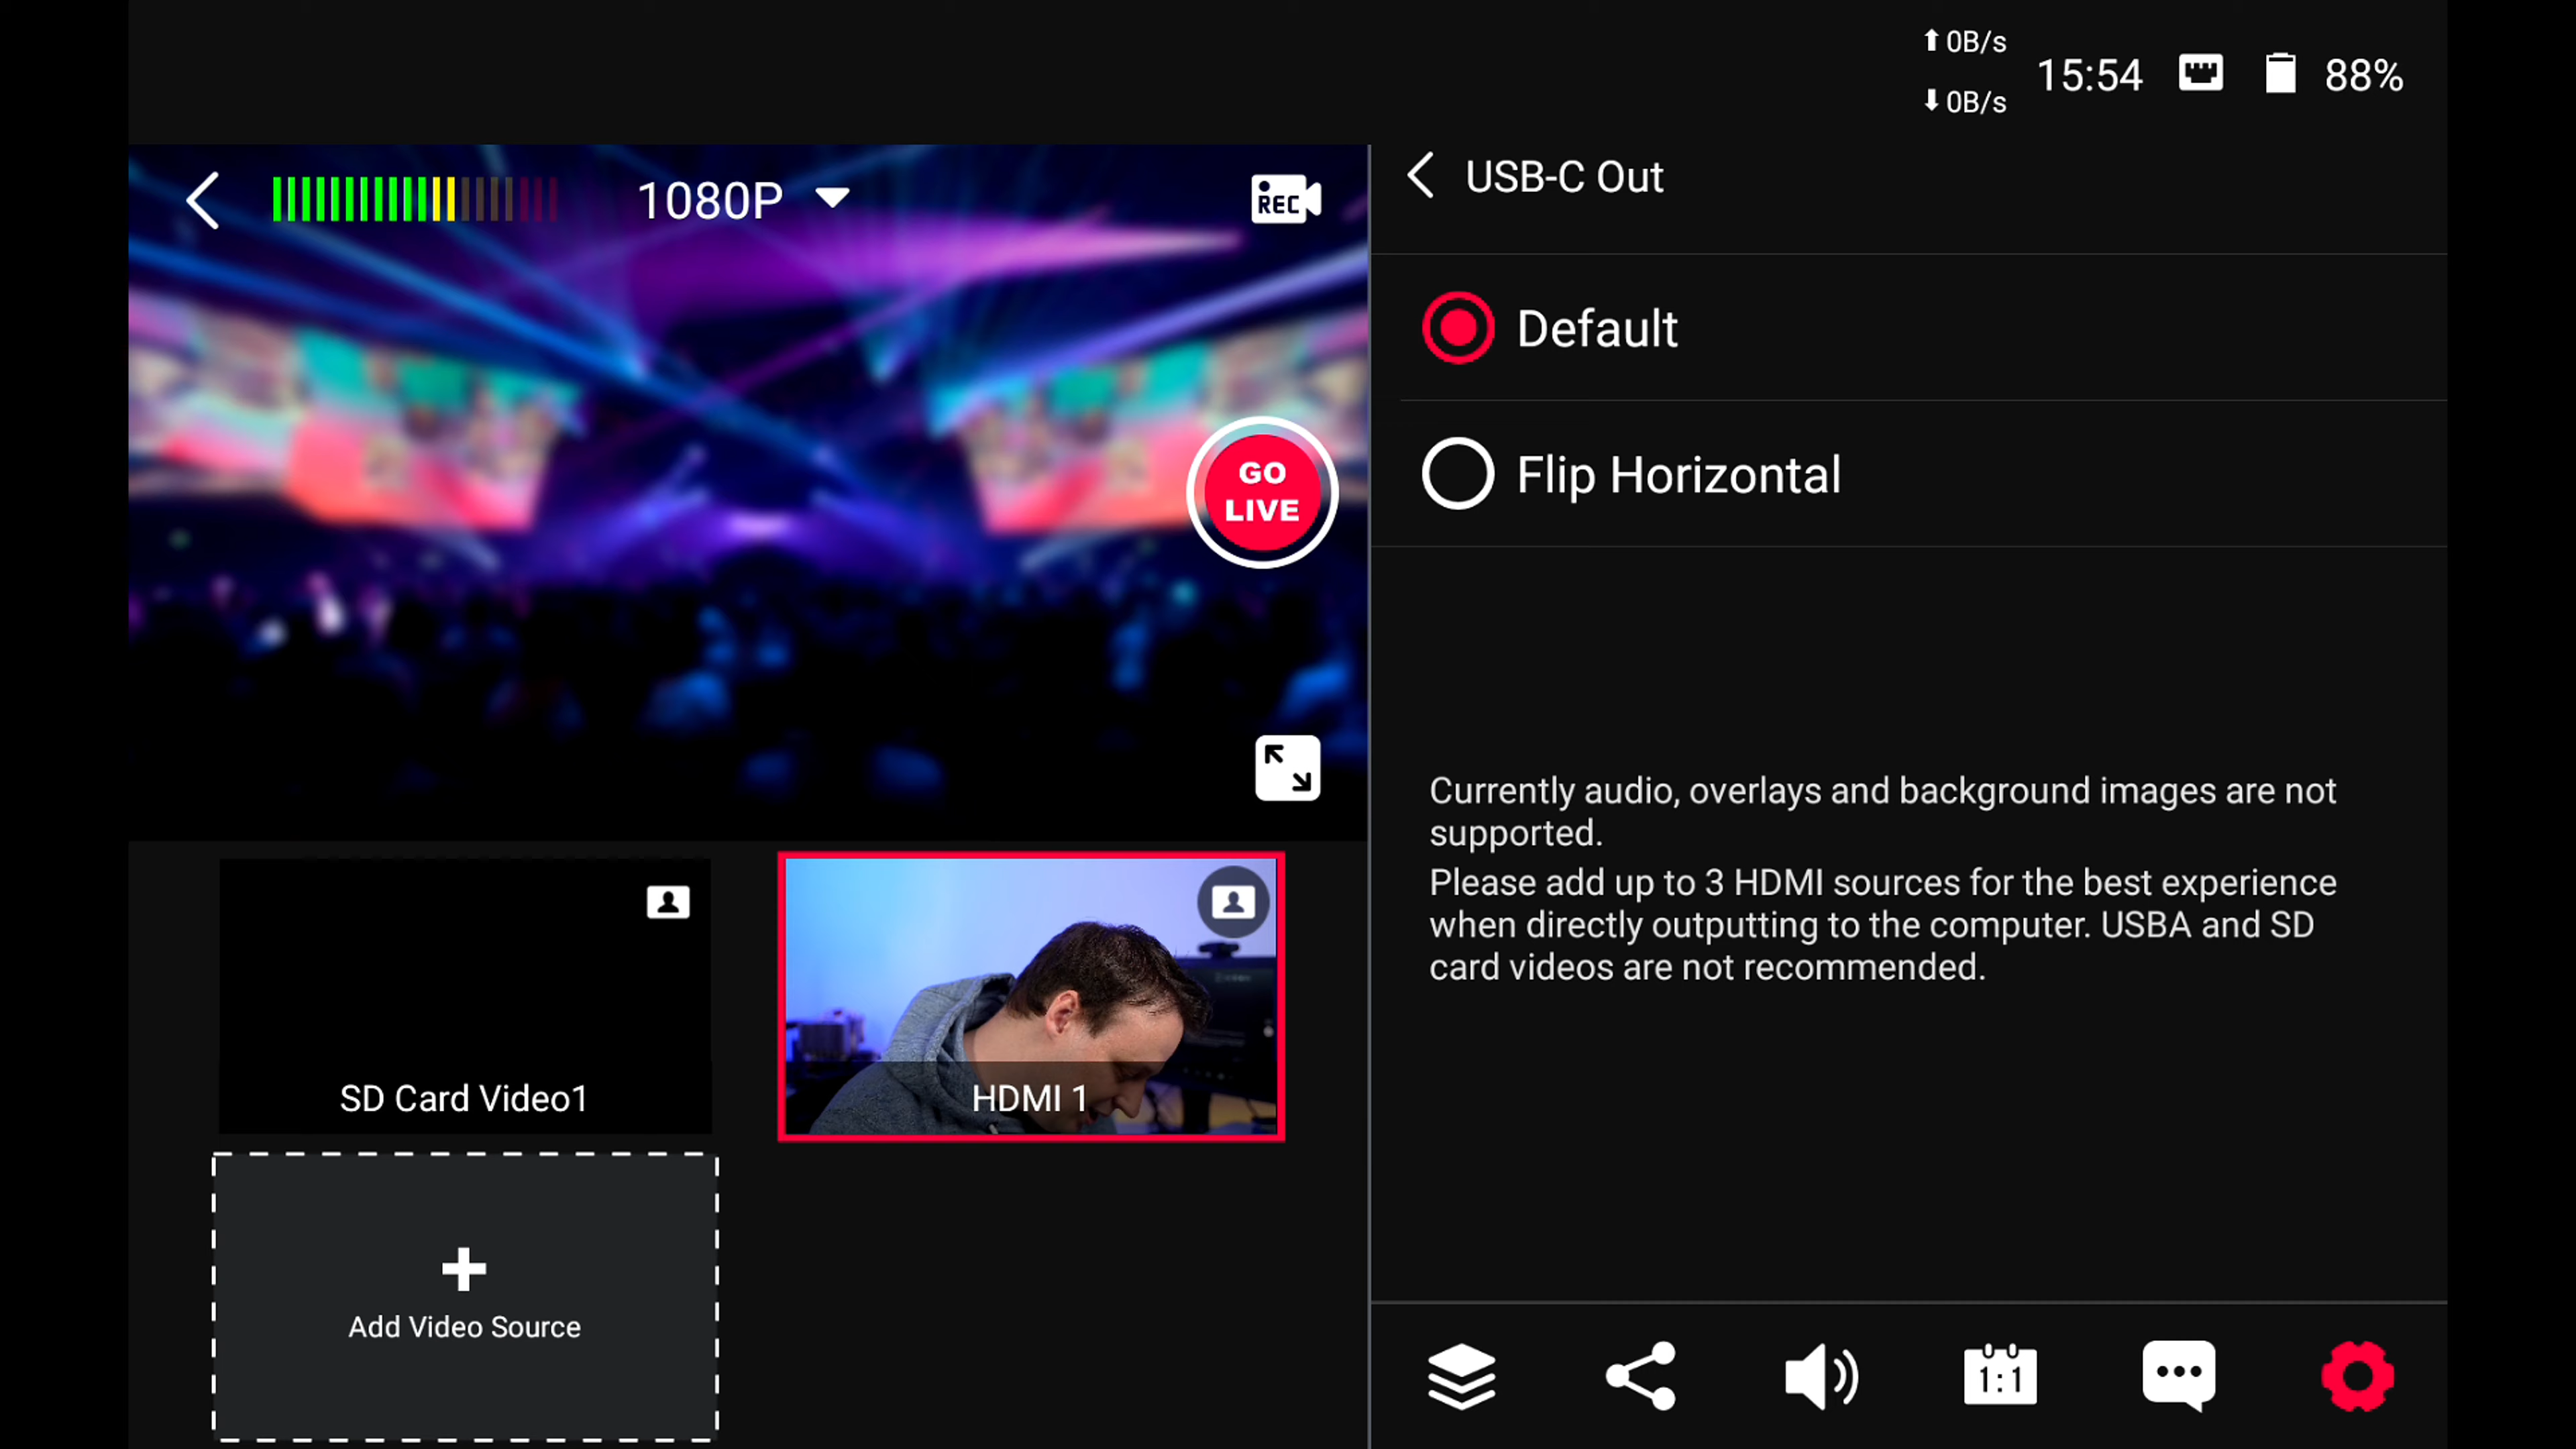 0B/s
0B/s
15:54
88%
1080P
REC
GO
LIVE
SD Card Video1
HDMI 1
Add Video Source
USB-C Out
Default
Flip Horizontal
Currently audio, overlays and background images are not
supported.
Please add up to 3 HDMI sources for the best experience
when directly outputting to the computer. USBA and SD
card videos are not recommended.
1:1